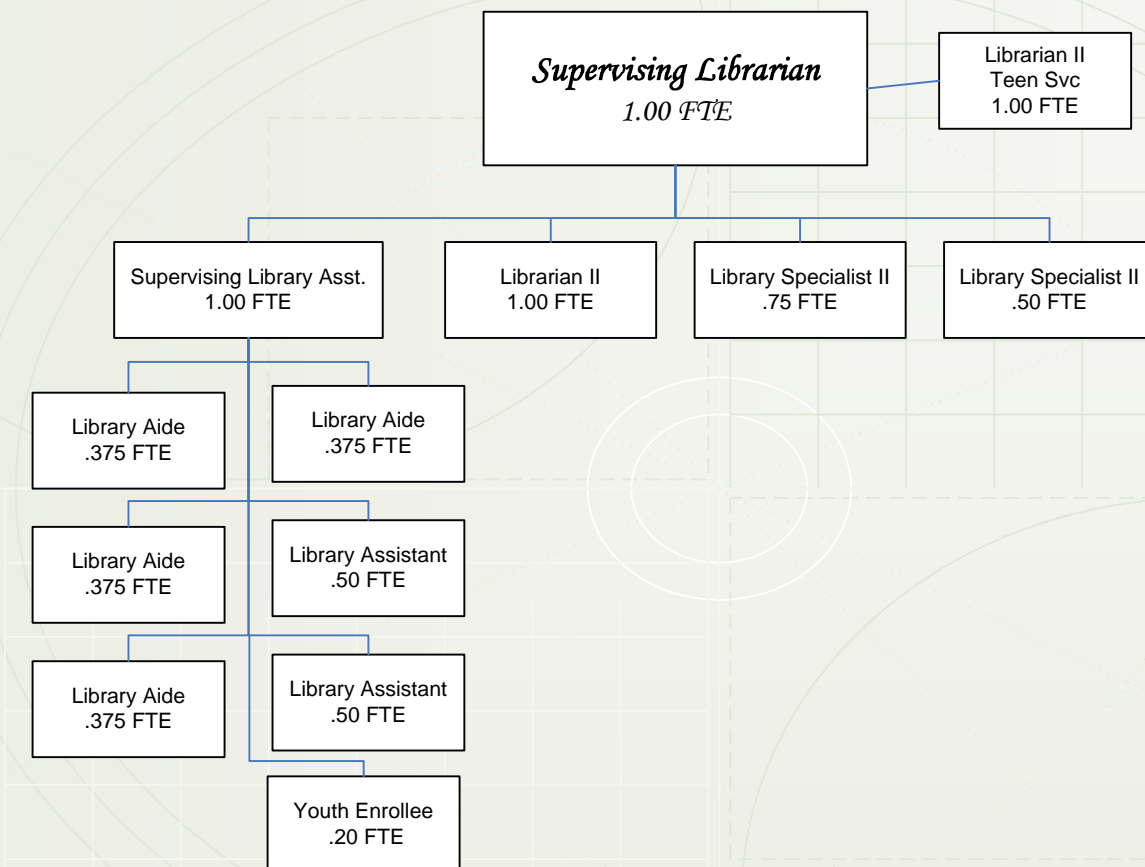 Supervising Librarian
1.00 FTE
Librarian II
Teen Svc
1.00 FTE
Supervising Library Asst.
1.00 FTE
Librarian II
1.00 FTE
Library Specialist II
.75 FTE
Library Specialist II
.50 FTE
Library Aide
.375 FTE
Library Aide
.375 FTE
Library Aide
.375 FTE
Library Assistant
.50 FTE
Library Aide
.375 FTE
Library Assistant
.50 FTE
Youth Enrollee
.20 FTE